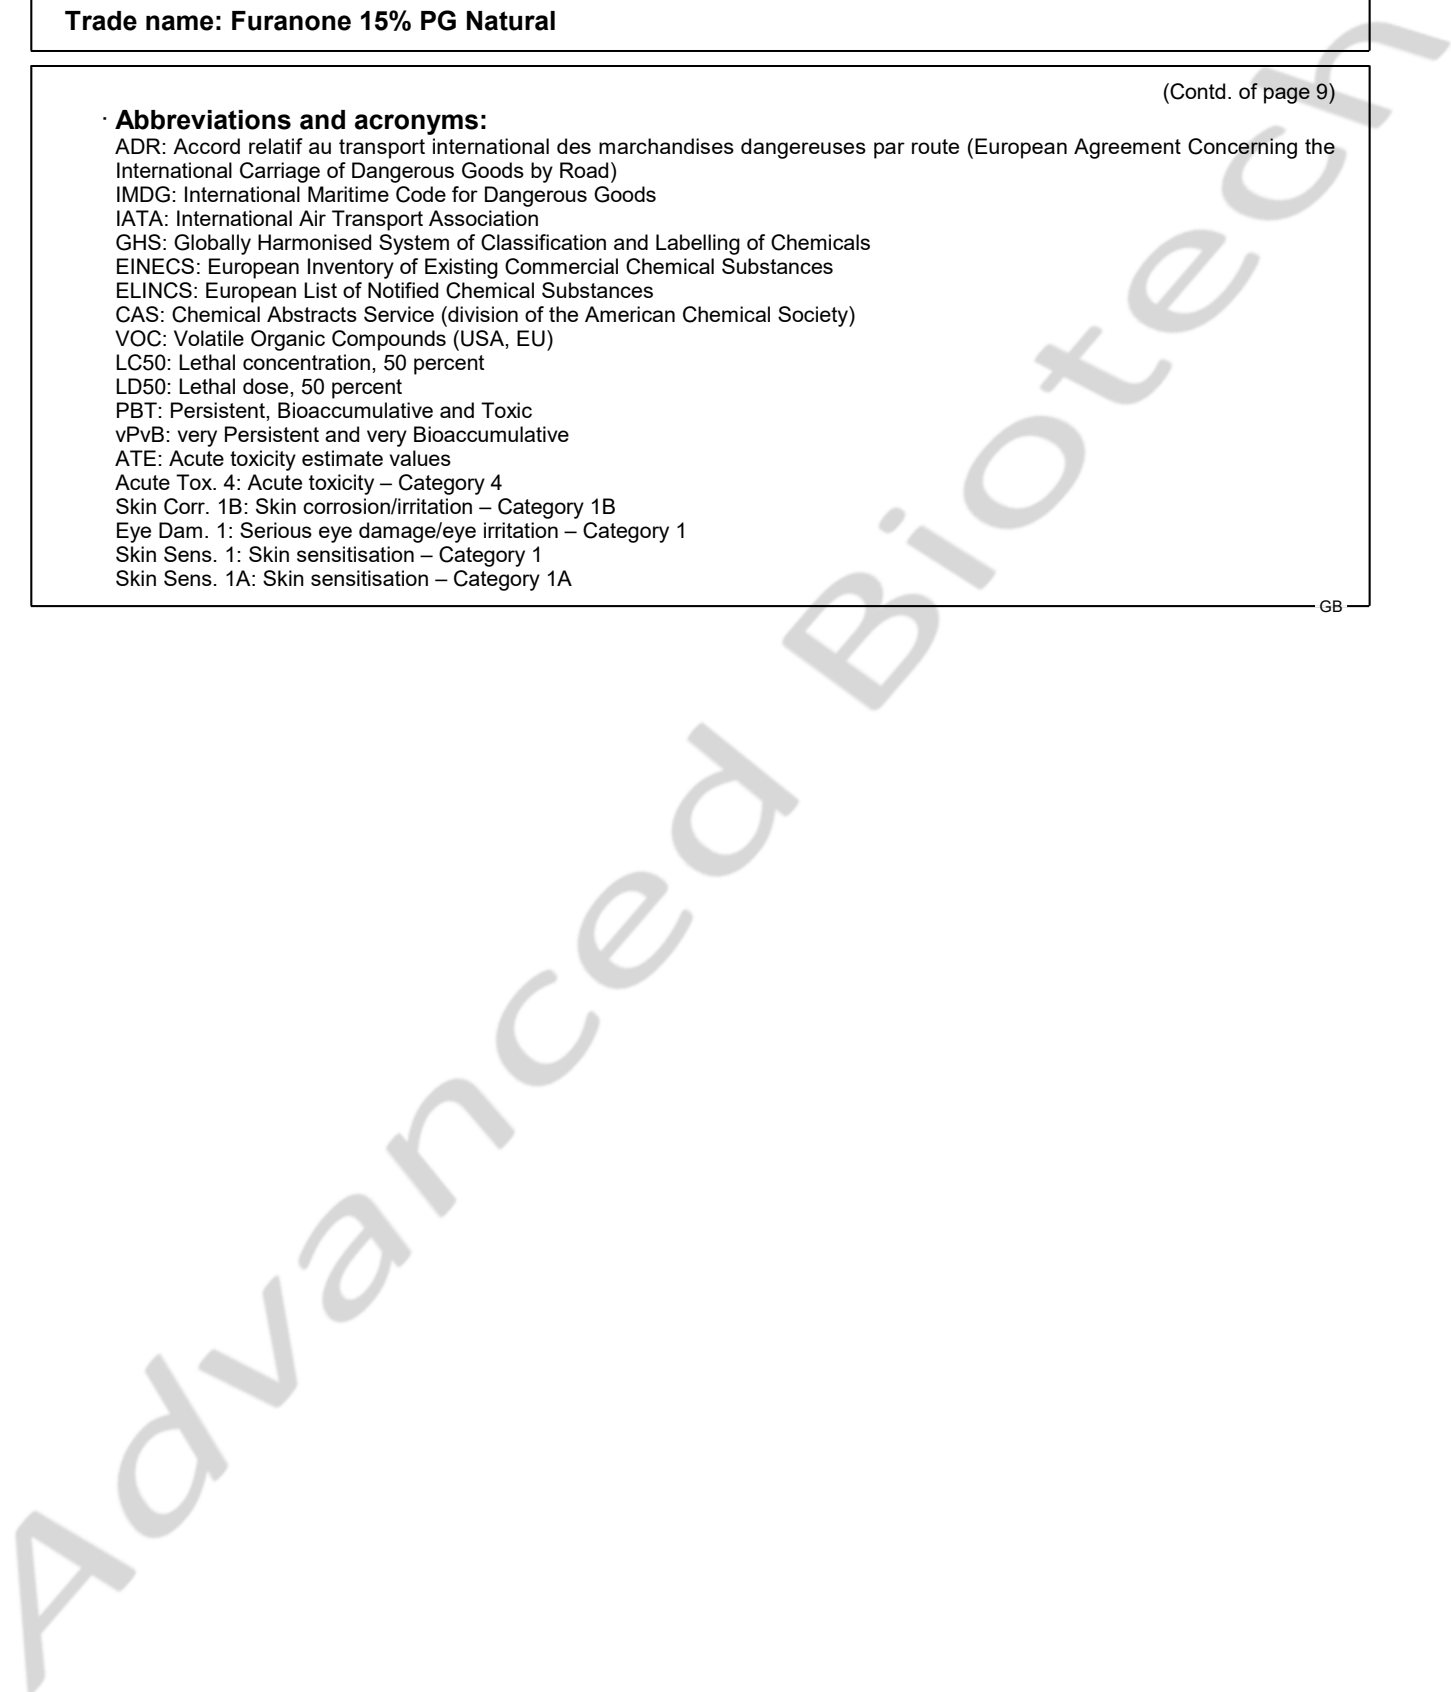 Trade name: Furanone 15% PG Natural
(Contd. of page 9)
· Abbreviations and acronyms:
ADR: Accord relatif au transport international des marchandises dangereuses par route (European Agreement Concerning the
International Carriage of Dangerous Goods by Road)
IMDG: International Maritime Code for Dangerous Goods
IATA: International Air Transport Association
GHS: Globally Harmonised System of Classification and Labelling of Chemicals
EINECS: European Inventory of Existing Commercial Chemical Substances
ELINCS: European List of Notified Chemical Substances
CAS: Chemical Abstracts Service (division of the American Chemical Society)
VOC: Volatile Organic Compounds (USA, EU)
LC50: Lethal concentration, 50 percent
LD50: Lethal dose, 50 percent
PBT: Persistent, Bioaccumulative and Toxic
vPvB: very Persistent and very Bioaccumulative
ATE: Acute toxicity estimate values
Acute Tox. 4: Acute toxicity – Category 4
Skin Corr. 1B: Skin corrosion/irritation – Category 1B
Eye Dam. 1: Serious eye damage/eye irritation – Category 1
Skin Sens. 1: Skin sensitisation – Category 1
Skin Sens. 1A: Skin sensitisation – Category 1A
GB
Advanced Biotech